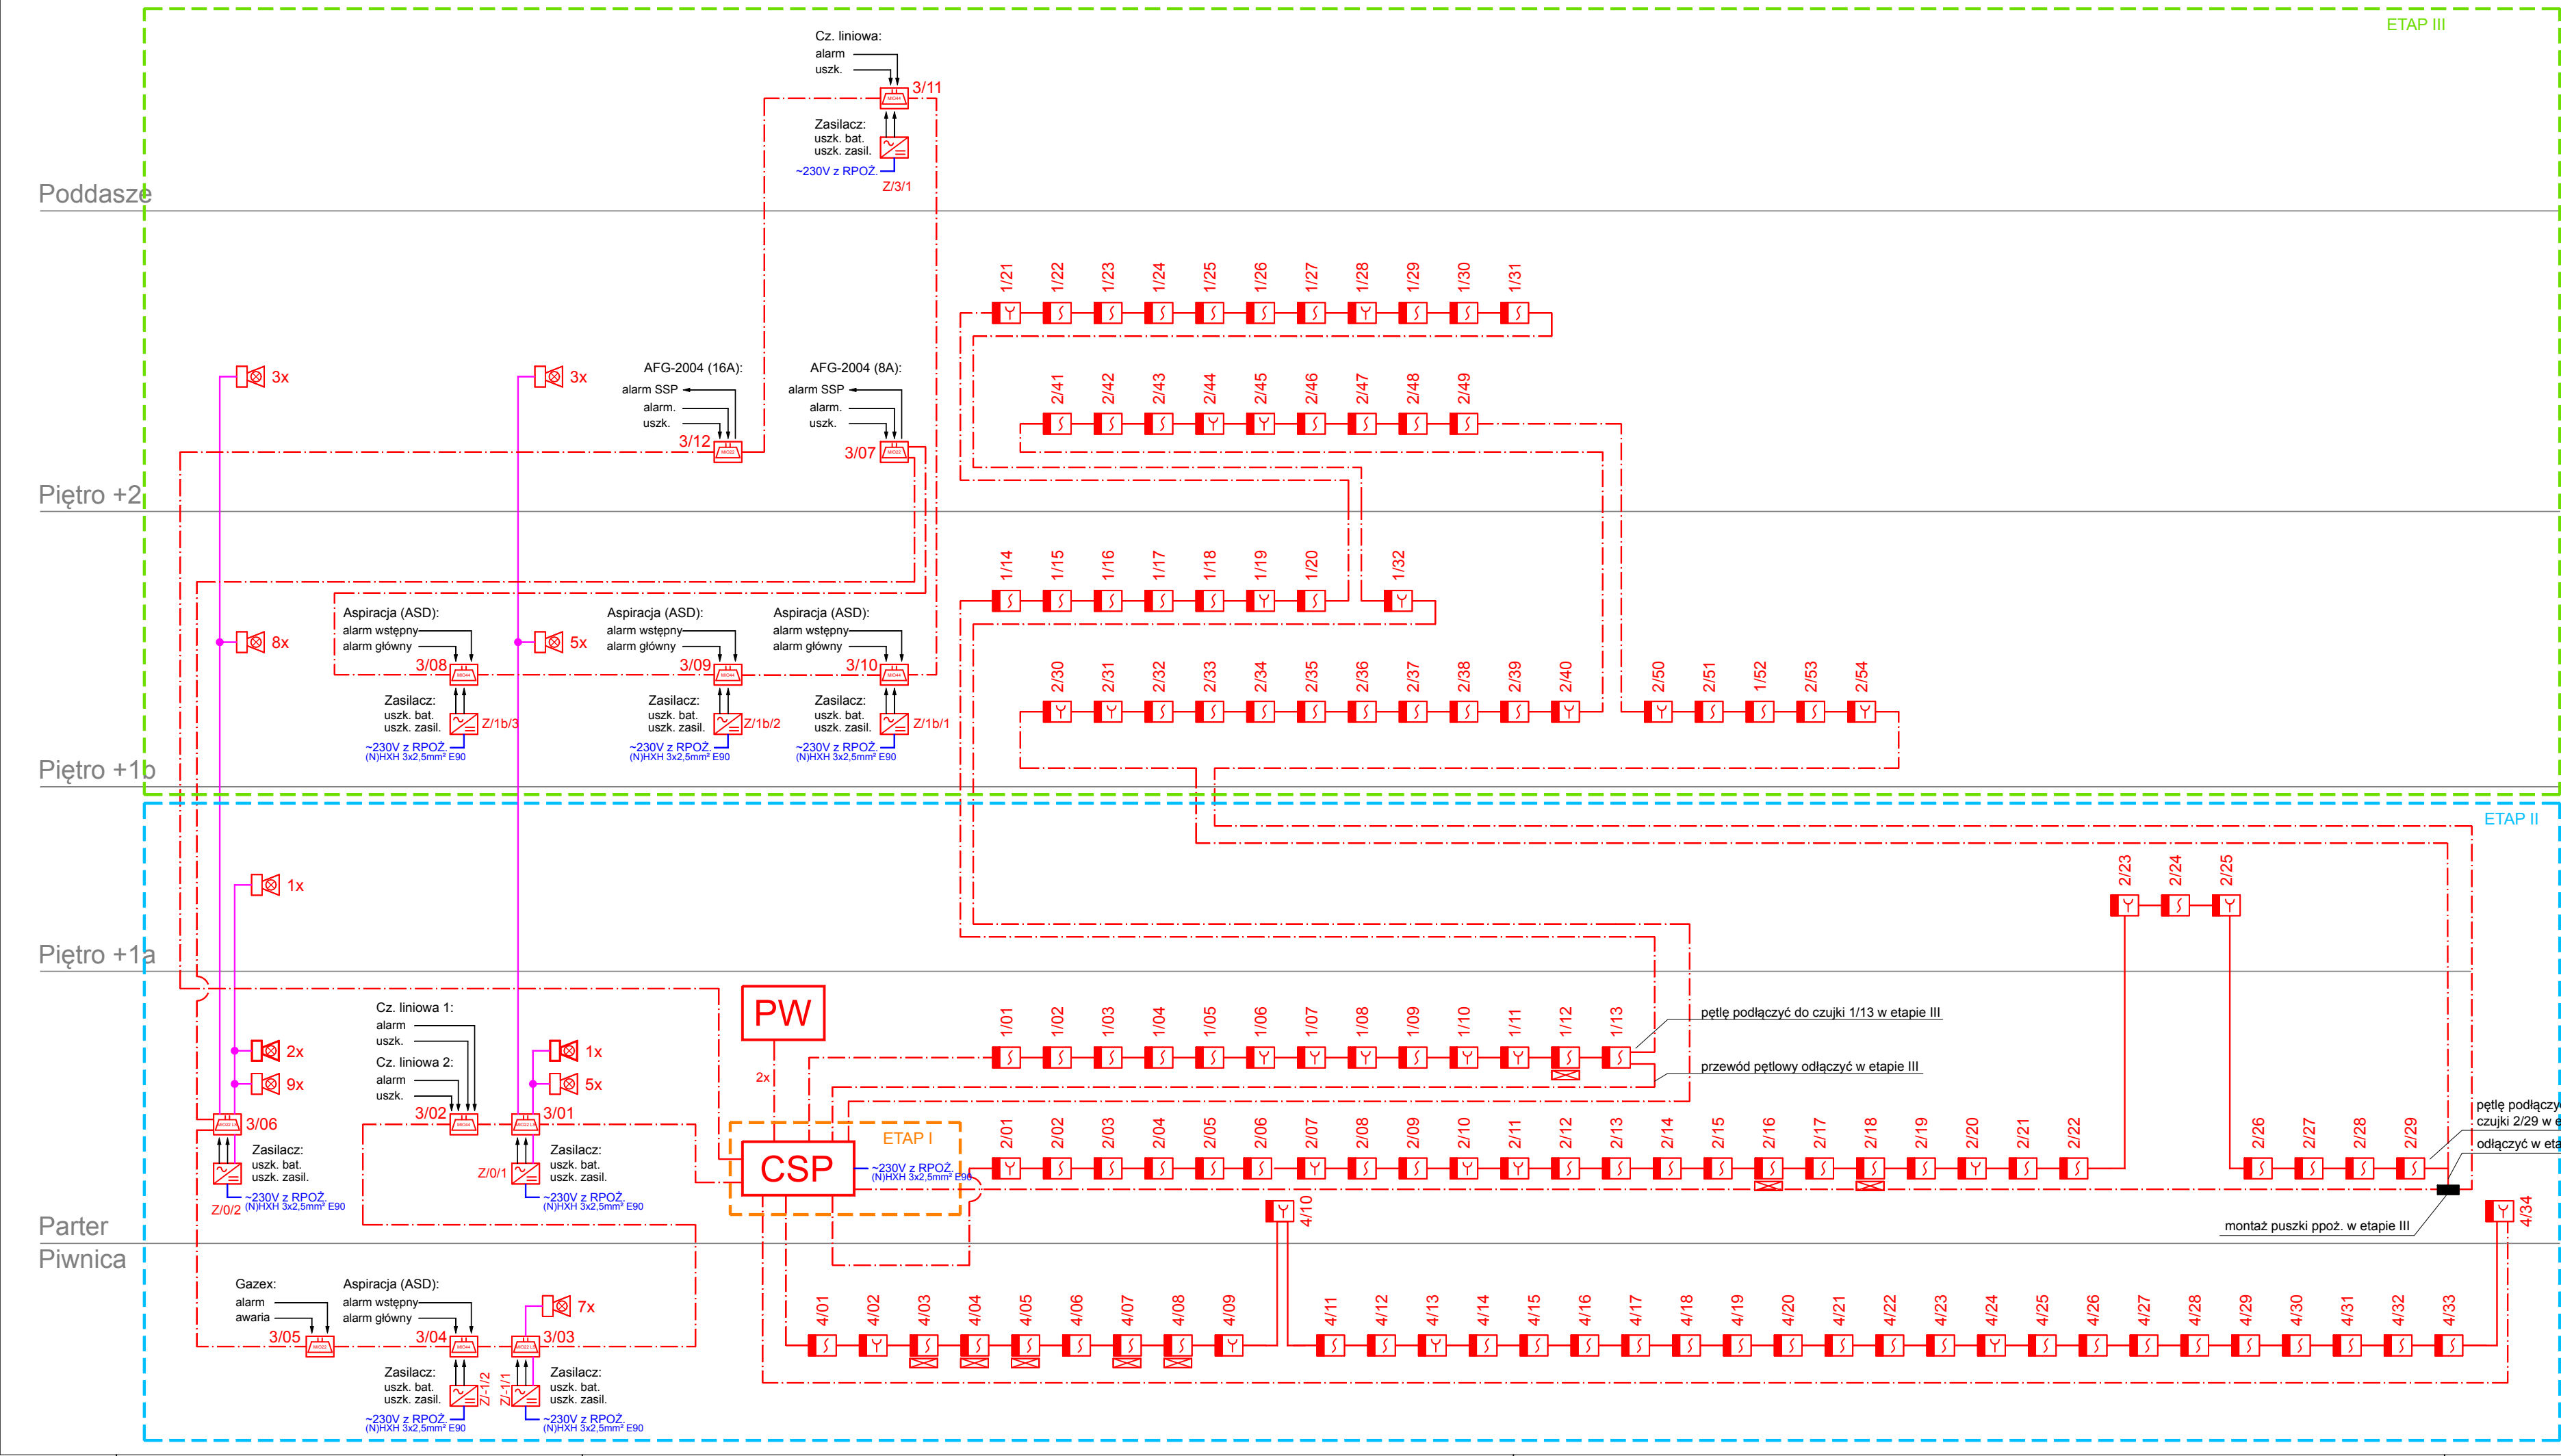 ETAP III
Cz. liniowa:
alarm
uszk.
3/11
Zasilacz:
uszk. bat.
uszk. zasil.
~230V z RPOŻ.
Z/3/1
Poddasze
1/21 1/22 1/23 1/24 1/25 1/26 1/27 1/28 1/29 1/30 1/31
3x
3x
AFG-2004 (16A):
alarm SSP
alarm.
uszk.
3/12
AFG-2004 (8A):
alarm SSP
alarm.
uszk.
3/07
2/41 2/42 2/43 2/44 2/45 2/46 2/47 2/48 2/49
Piętro +2
1/14 1/15 1/16 1/17 1/18 1/19 1/20 1/32
8x
Aspiracja (ASD):
alarm wstępny
alarm główny
3/08
Zasilacz:
uszk. bat.
uszk. zasil.
Z/1b/3
~230V z RPOŻ.
(N)HXH 3x2,5mm² E90
5x
Aspiracja (ASD):
alarm wstępny
alarm główny
3/09
Zasilacz:
uszk. bat.
uszk. zasil.
Z/1b/2
~230V z RPOŻ.
(N)HXH 3x2,5mm² E90
Aspiracja (ASD):
alarm wstępny
alarm główny
3/10
Zasilacz:
uszk. bat.
uszk. zasil.
Z/1b/1
~230V z RPOŻ.
(N)HXH 3x2,5mm² E90
2/30 2/31 2/32 2/33 2/34 2/35 2/36 2/37 2/38 2/39 2/40 2/50 2/51 1/52 2/53 2/54
Piętro +1b
ETAP II
1x
2/23 2/24 2/25
Piętro +1a
Cz. liniowa 1:
alarm
uszk.
Cz. liniowa 2:
alarm
uszk.
3/02
2x
9x
3/06
Zasilacz:
uszk. bat.
uszk. zasil.
~230V z RPOŻ.
(N)HXH 3x2,5mm² E90
Z/0/2
1x
5x
3/01
Zasilacz:
uszk. bat.
uszk. zasil.
Z/0/1
~230V z RPOŻ.
(N)HXH 3x2,5mm² E90
PW
2x
ETAP I
CSP
~230V z RPOŻ.
(N)HXH 3x2,5mm² E90
1/01 1/02 1/03 1/04 1/05 1/06 1/07 1/08 1/09 1/10 1/11 1/12 1/13
pętlę podłączyć do czujki 1/13 w etapie III
przewód pętlowy odłączyć w etapie III
2/01 2/02 2/03 2/04 2/05 2/06 2/07 2/08 2/09 2/10 2/11 2/12 2/13 2/14 2/15 2/16 2/17 2/18 2/19 2/20 2/21 2/22 2/26 2/27 2/28 2/29
pętlę podłączy
czujki 2/29 w e
odłączyć w eta
montaż puszki ppoż. w etapie III
4/10
4/34
Parter
Piwnica
Gazex:
alarm
awaria
3/05
Aspiracja (ASD):
alarm wstępny
alarm główny
3/04
Zasilacz:
uszk. bat.
uszk. zasil.
Z/-1/2
~230V z RPOŻ.
(N)HXH 3x2,5mm² E90
7x
3/03
Z/-1/1
Zasilacz:
uszk. bat.
uszk. zasil.
~230V z RPOŻ.
(N)HXH 3x2,5mm² E90
4/01 4/02 4/03 4/04 4/05 4/06 4/07 4/08 4/09 4/11 4/12 4/13 4/14 4/15 4/16 4/17 4/18 4/19 4/20 4/21 4/22 4/23 4/24 4/25 4/26 4/27 4/28 4/29 4/30 4/31 4/32 4/33